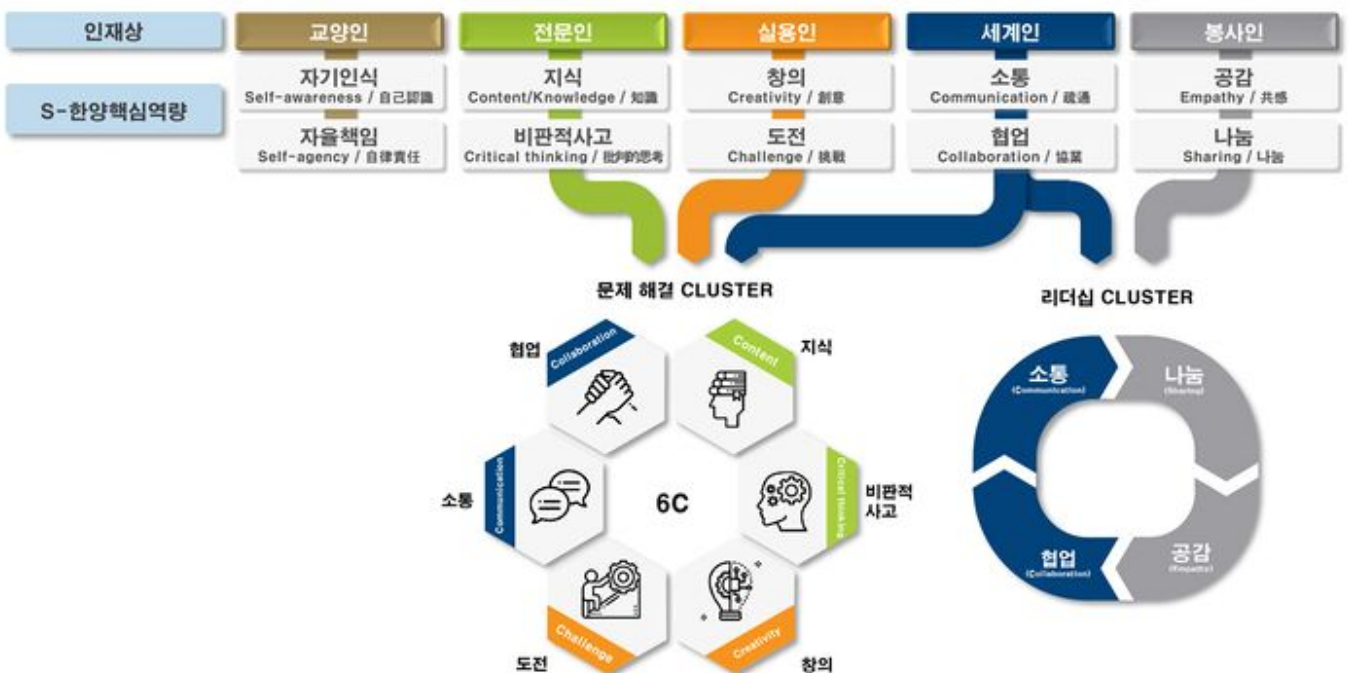 인재상
교양인
전문인
실용인
세계인
봉사인
S-한양핵심역량
자기인식
Self-awareness / 自己認識
지식
Content/Knowledge / 知識
창의
Creativity / 創意
소통
Communication / 疏通
공감
Empathy / 共感
자율책임
Self-agency / 自律責任
비판적사고
Critical thinking / 批判的思考
도전
Challenge / 挑戰
협업
Collaboration / 協業
나눔
Sharing / 나눔
문제 해결 CLUSTER
협업
Collaboration
Content
지식
소통
Communication
6C
Critical thinking
비판적
사고
Challenge
도전
Creativity
창의
리더십 CLUSTER
소통
(Communication)
나눔
(Sharing)
협업
(Collaboration)
공감